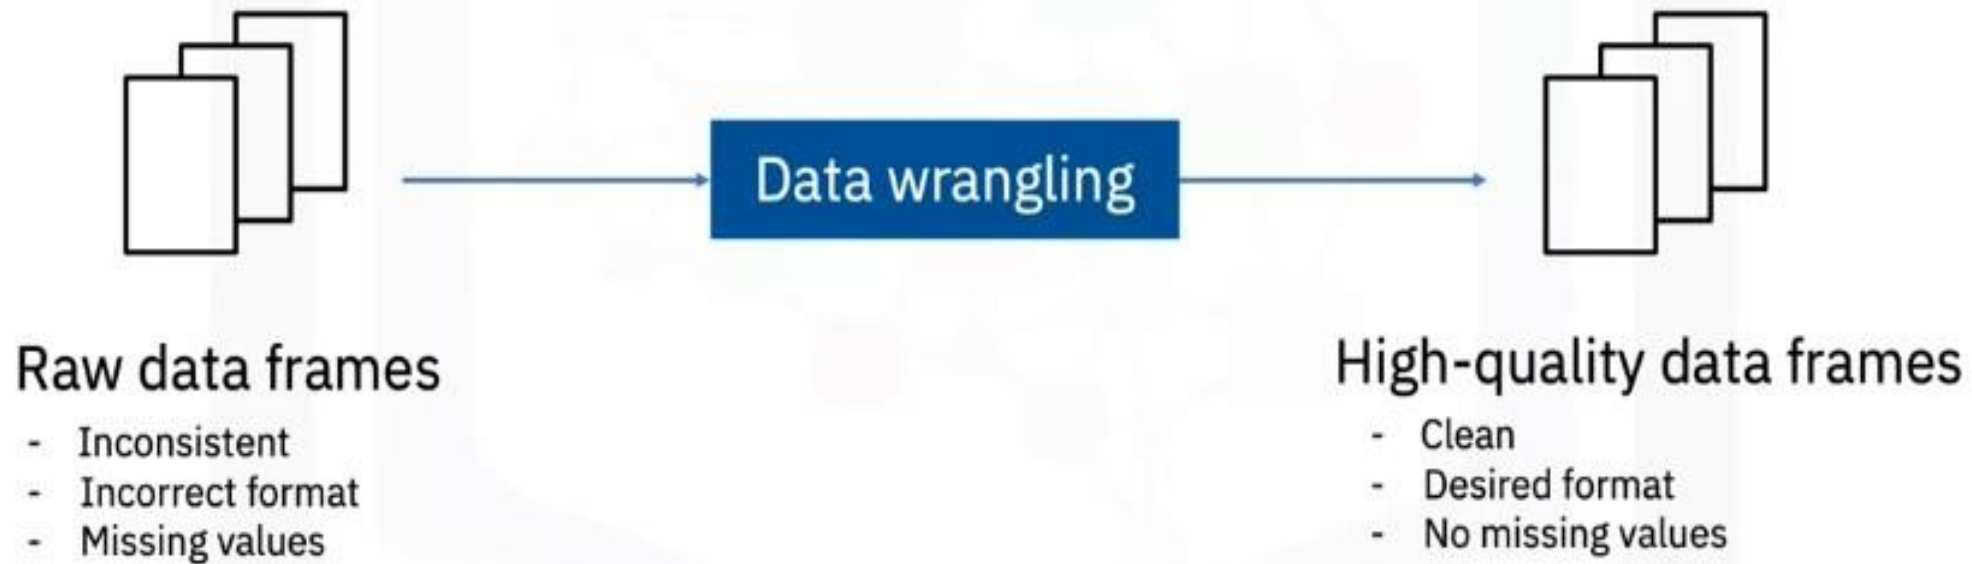 Data wrangling
Raw data frames
- Inconsistent
- Incorrect format
- Missing values
High-quality data frames
- Clean
- Desired format
- No missing values